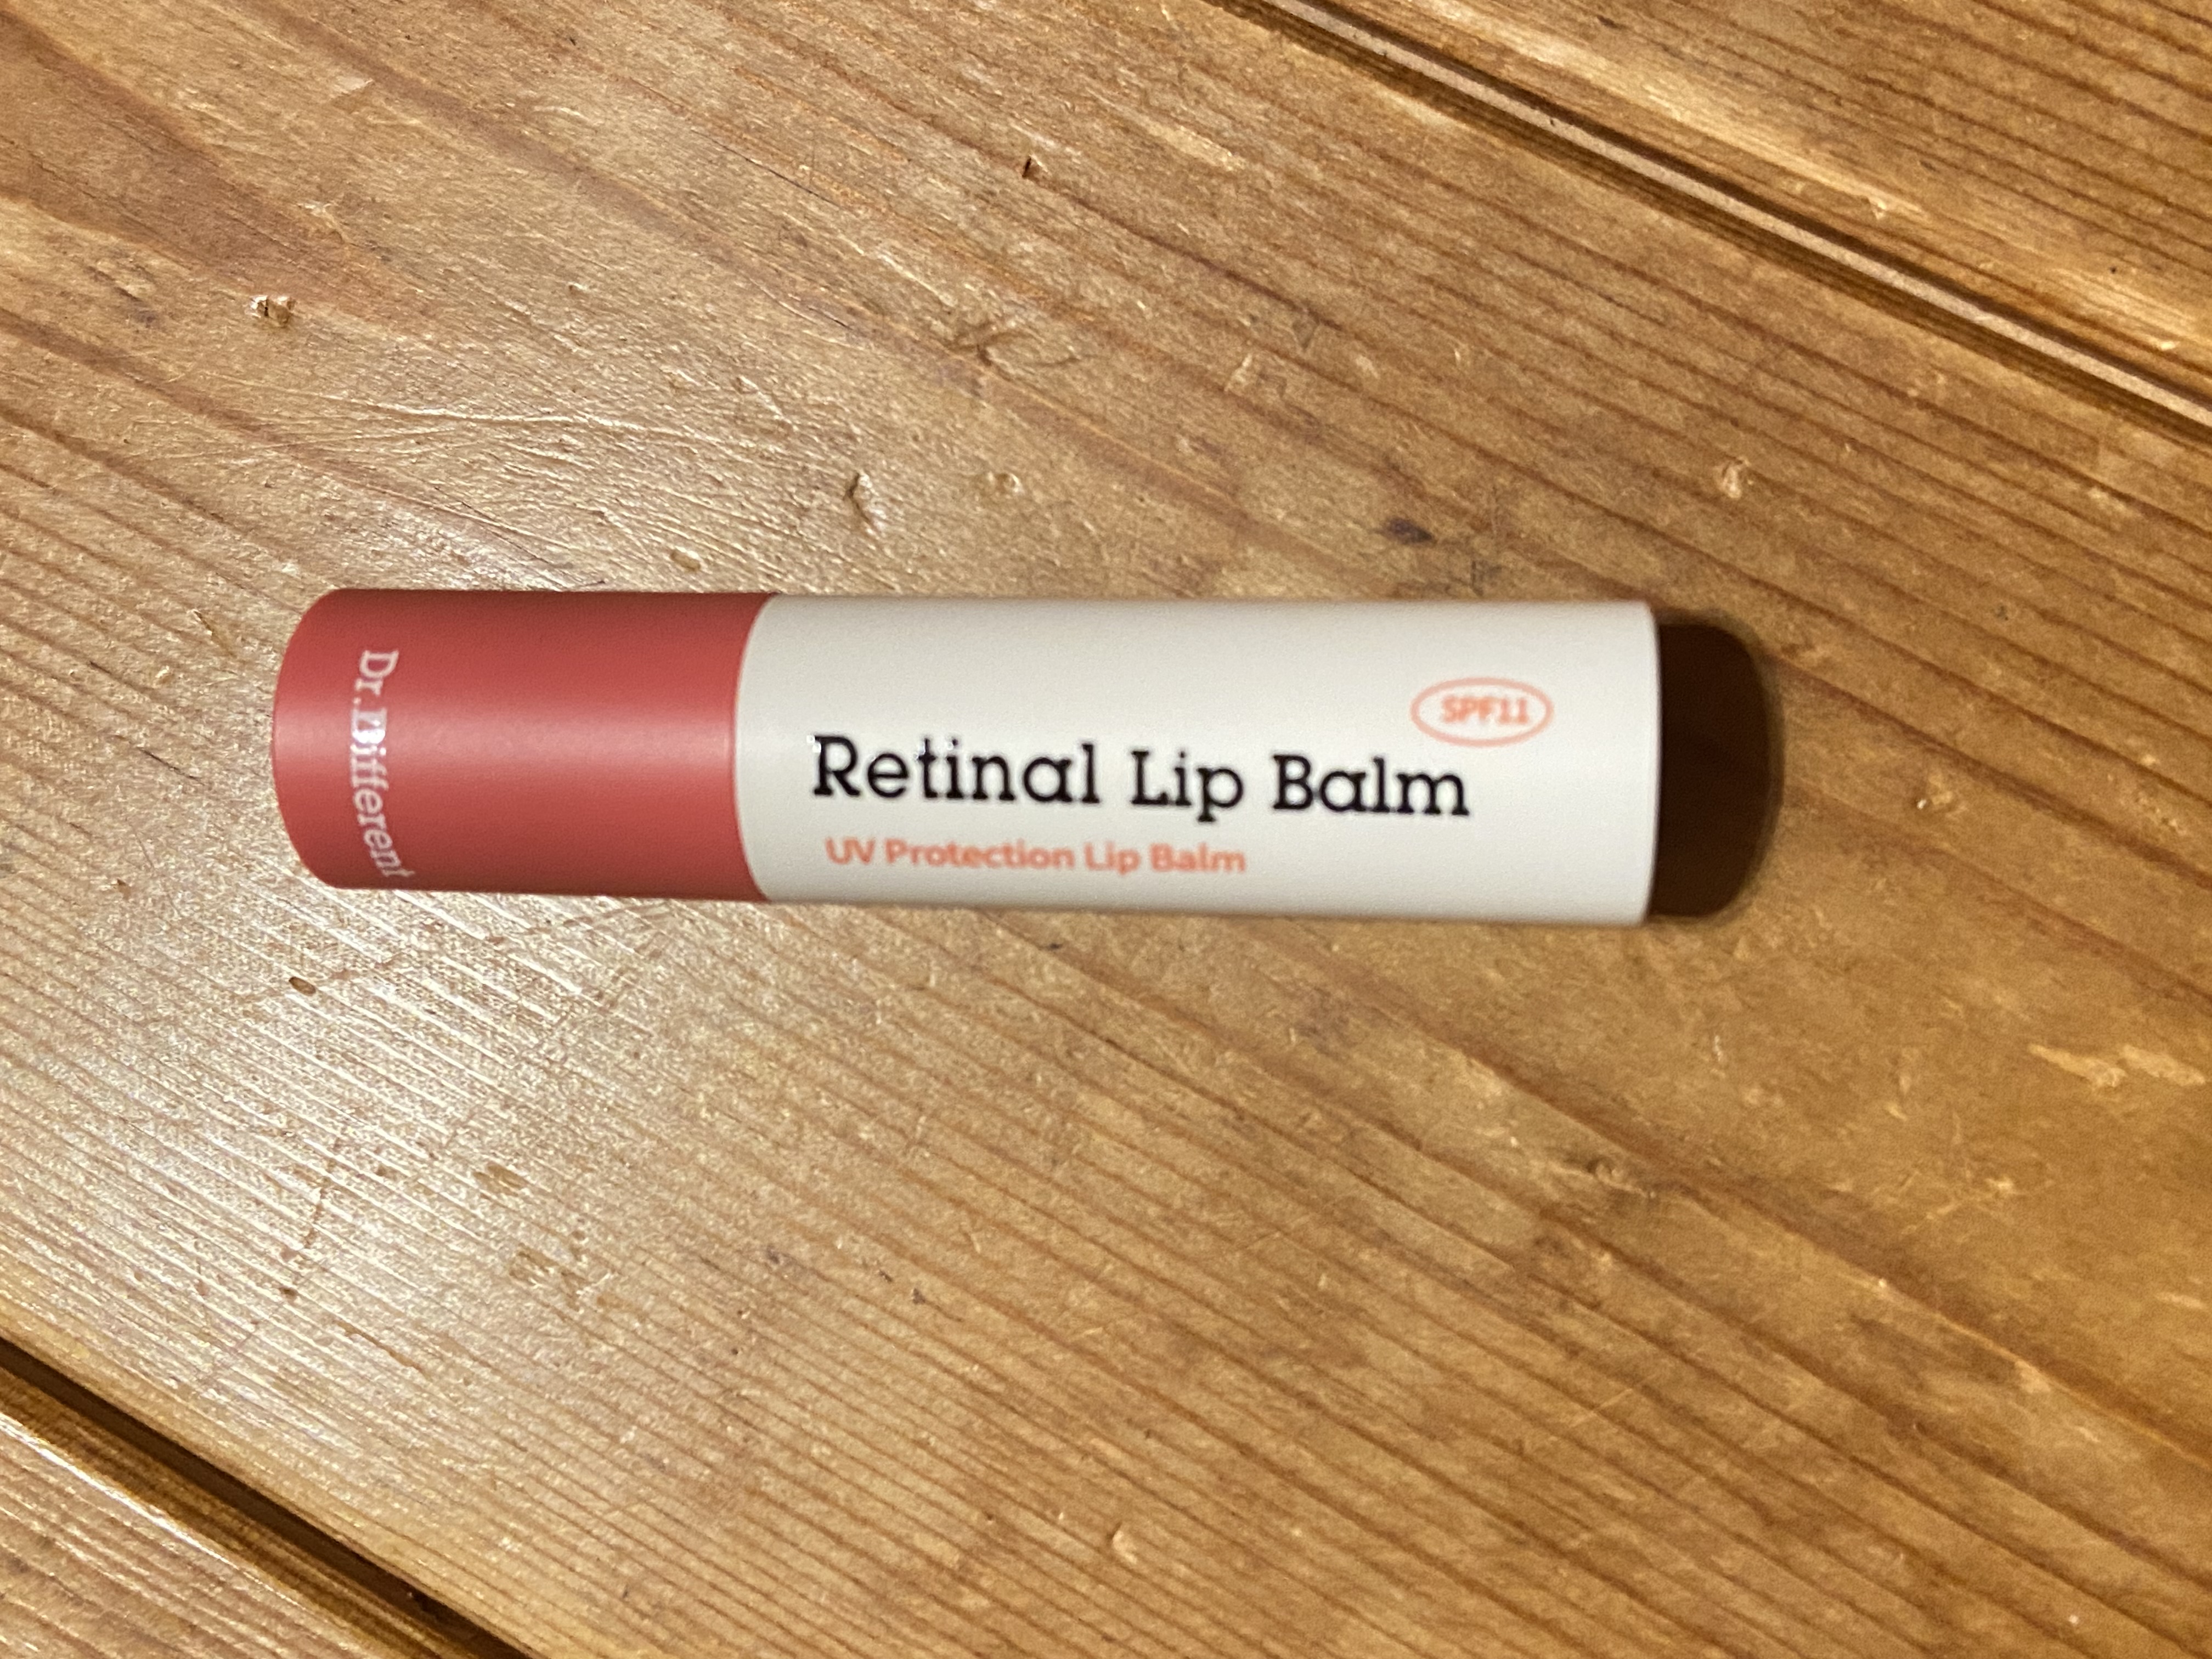 Dr.Different
SPF11
Retinal Lip Balm
UV Protection Lip Balm